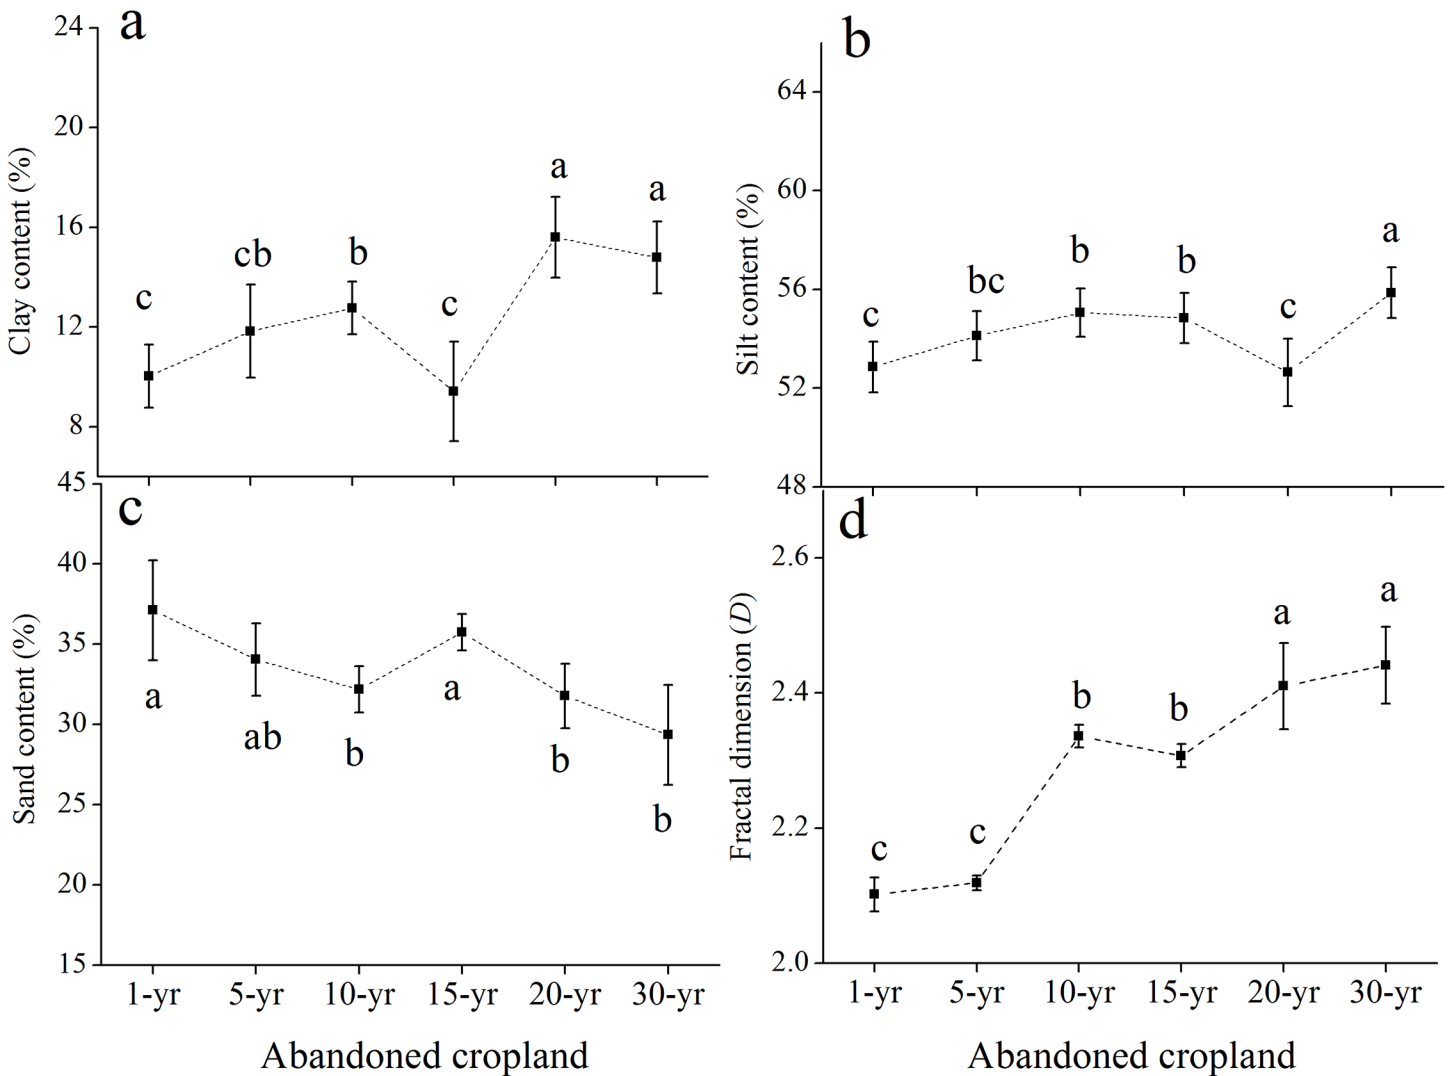 a
24
20
16
12
8
Clay content (%)
c
cb
b
c
a
a
b
64
60
56
52
48
Silt content (%)
c
bc
b
b
c
a
c
45
40
35
30
25
20
15
Sand content (%)
a
ab
b
a
b
b
1-yr 5-yr 10-yr 15-yr 20-yr 30-yr
Abandoned cropland
d
2.6
2.4
2.2
2.0
Fractal dimension (D)
c
c
b
b
a
a
1-yr 5-yr 10-yr 15-yr 20-yr 30-yr
Abandoned cropland